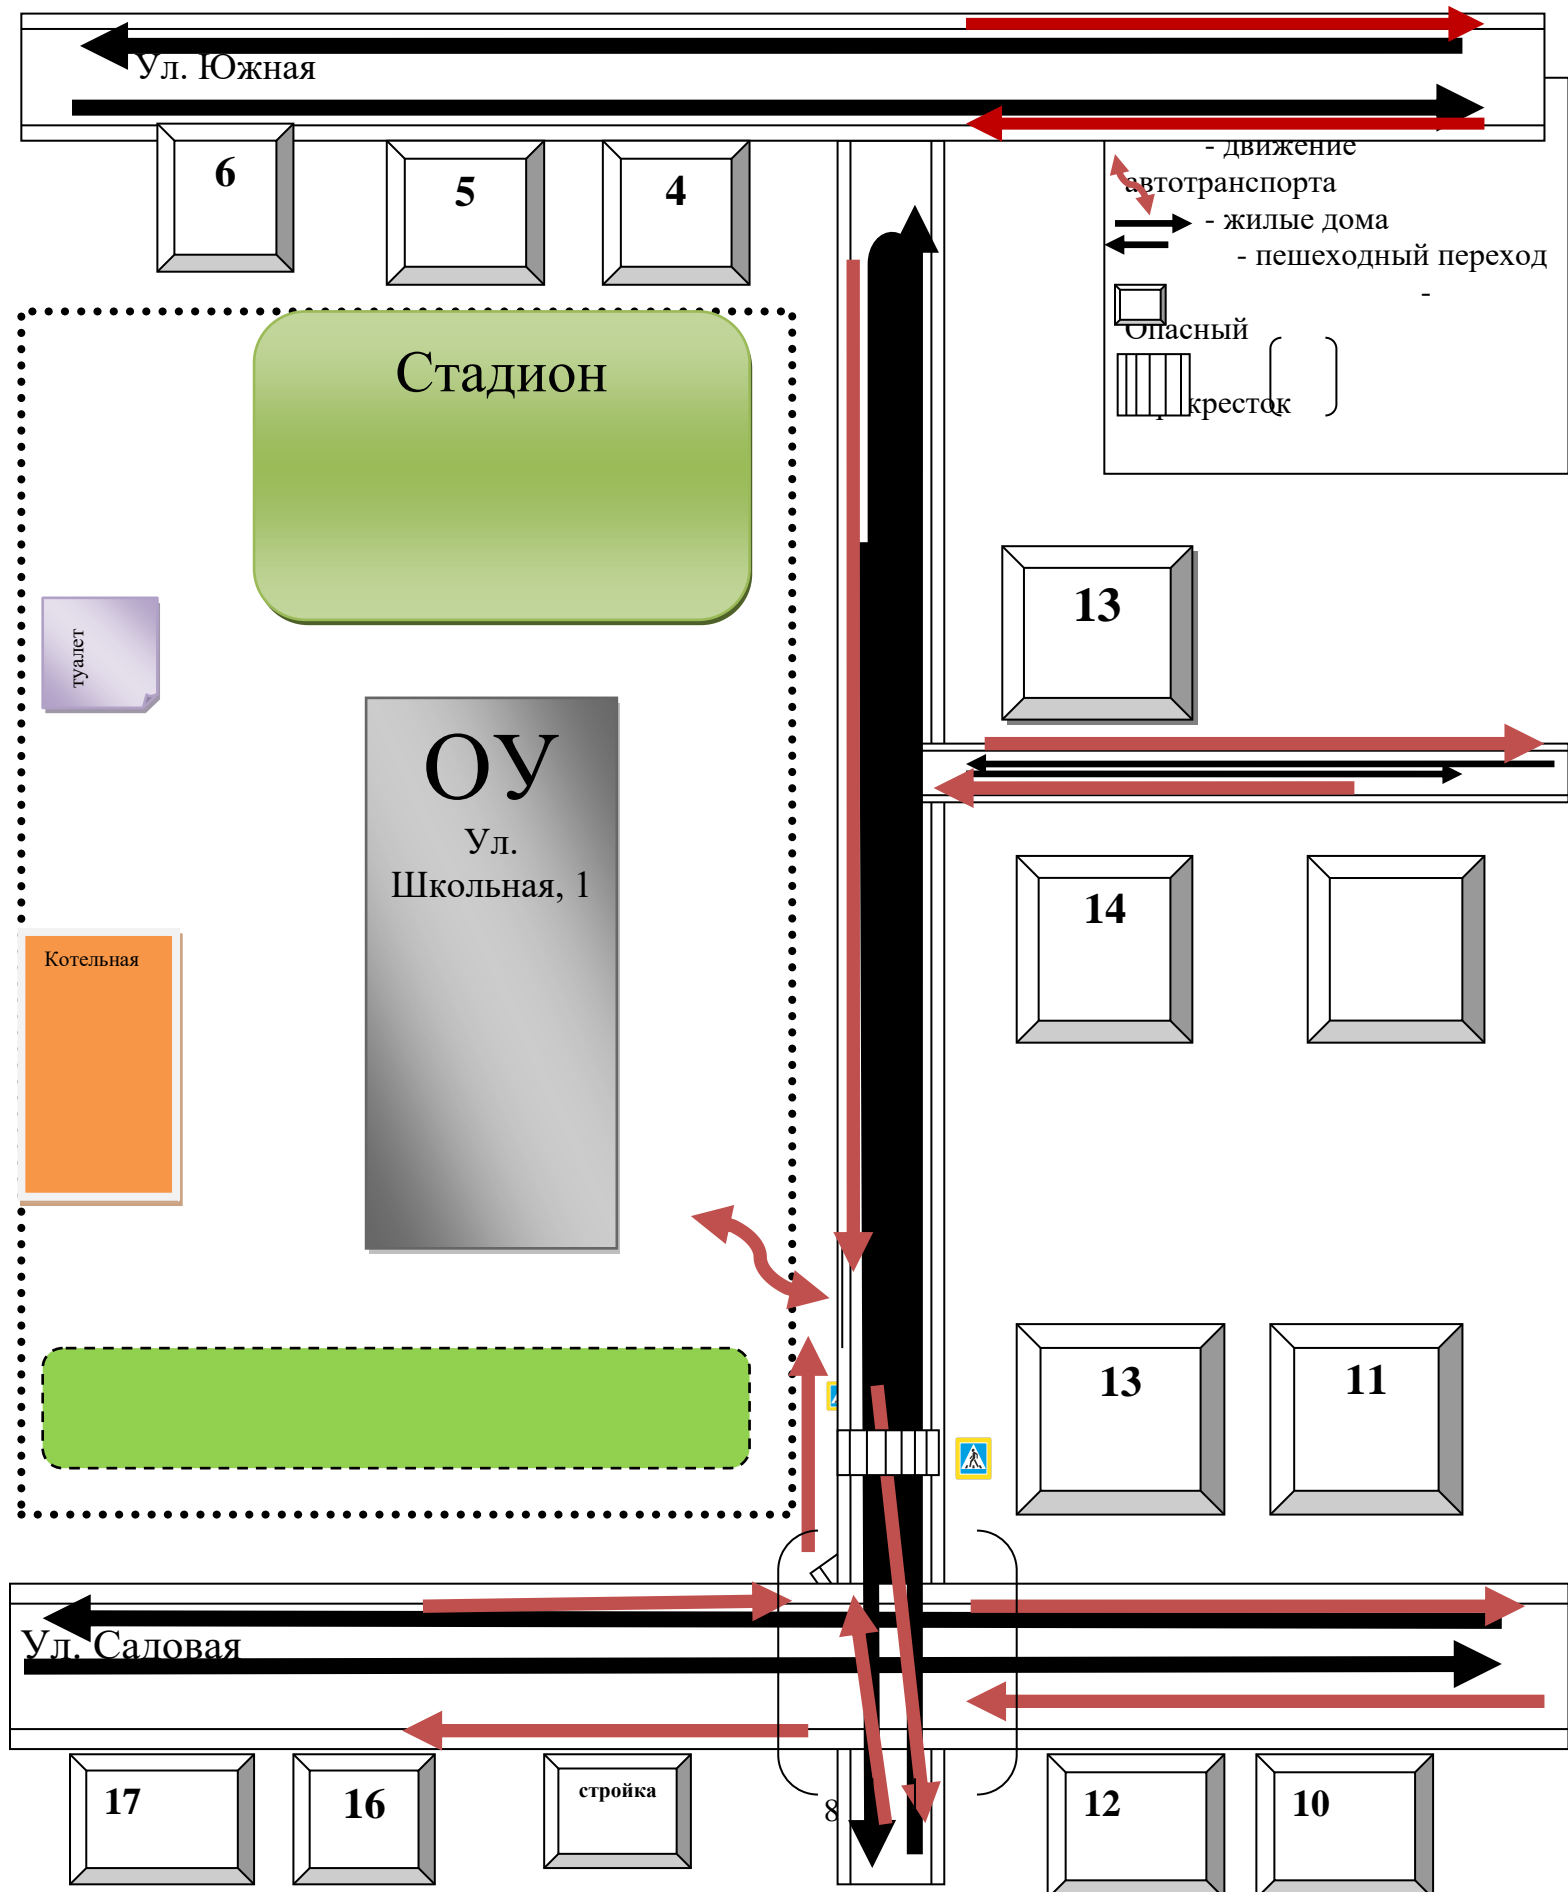 Ул. Южная
6
5
4
- движение
автотранспорта
- жилые дома
- пешеходный переход
-
Опасный
кресток
Стадион
13
туалет
ОУ
Ул.
Школьная, 1
14
Котельная
13
11
Ул. Садовая
17
16
стройка
8
12
10